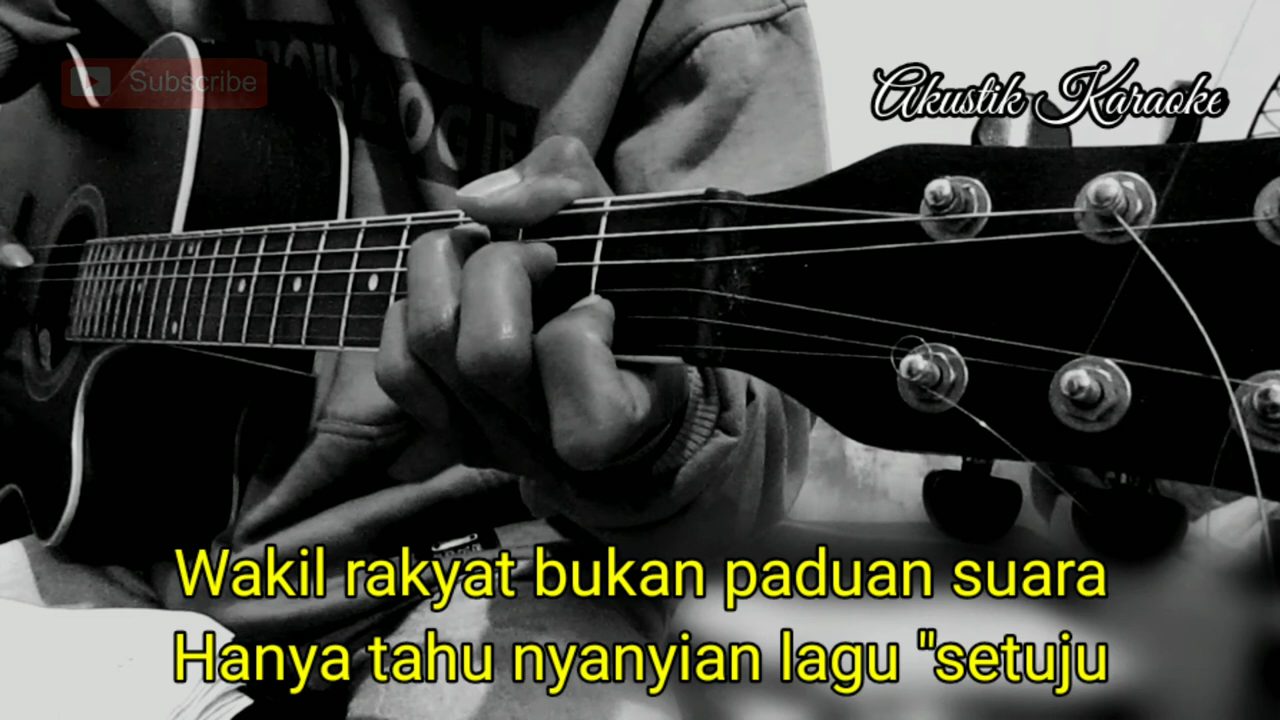 Subscribe
Akustik Karaoke
Wakil rakyat bukan paduan suara
Hanya tahu nyanyian lagu "setuju